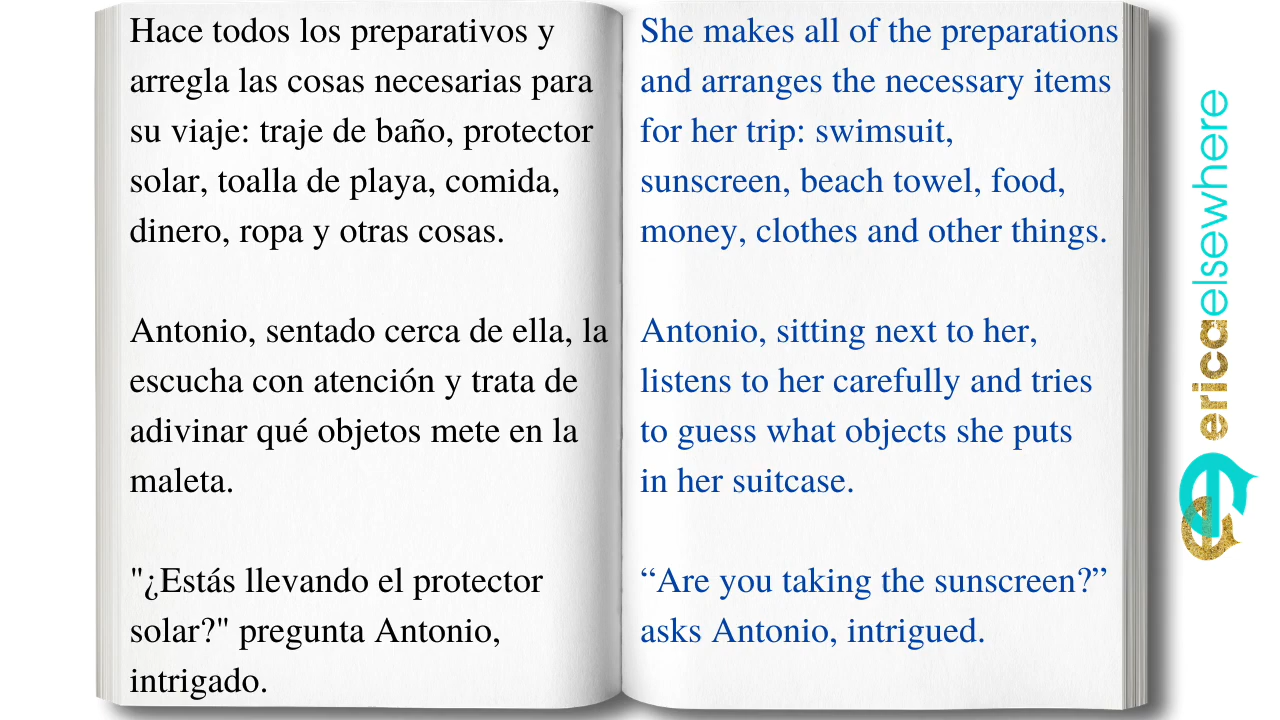 Hace todos los preparativos y
arregla las cosas necesarias para
su viaje: traje de baño, protector
solar, toalla de playa, comida,
dinero, ropa y otras cosas.
Antonio, sentado cerca de ella, la
escucha con atención y trata de
adivinar qué objetos mete en la
maleta.
"¿Estás llevando el protector
solar?" pregunta Antonio,
intrigado.
She makes all of the preparations
and arranges the necessary items
for her trip: swimsuit,
sunscreen, beach towel, food,
money, clothes and other things.
Antonio, sitting next to her,
listens to her carefully and tries
to guess what objects she puts
in her suitcase.
“Are you taking the sunscreen?”
asks Antonio, intrigued.
ericaelsewhere